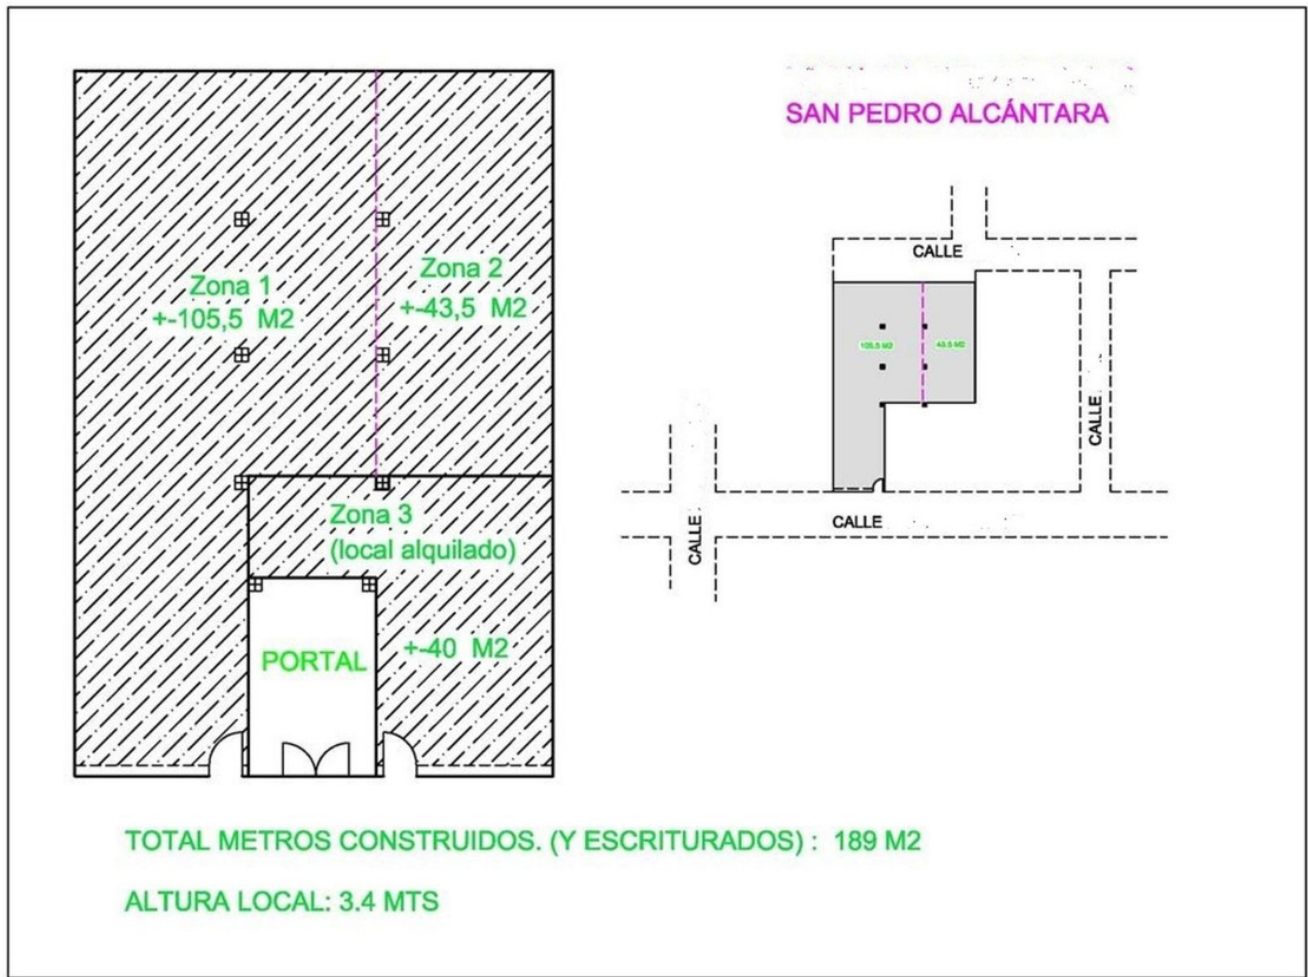 SAN PEDRO ALCÁNTARA
Zona 1
+-105,5 M2
Zona 2
+-43,5 M2
Zona 3
(local alquilado)
+-40 M2
PORTAL
CALLE
105.5 M2
43.5 M2
CALLE
CALLE
CALLE
TOTAL METROS CONSTRUIDOS. (Y ESCRITURADOS) : 189 M2
ALTURA LOCAL: 3.4 MTS